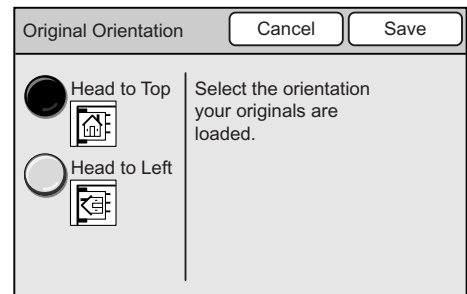 Original Orientation
Cancel
Save
Head to Top
Head to Left
Select the orientation
your originals are
loaded.